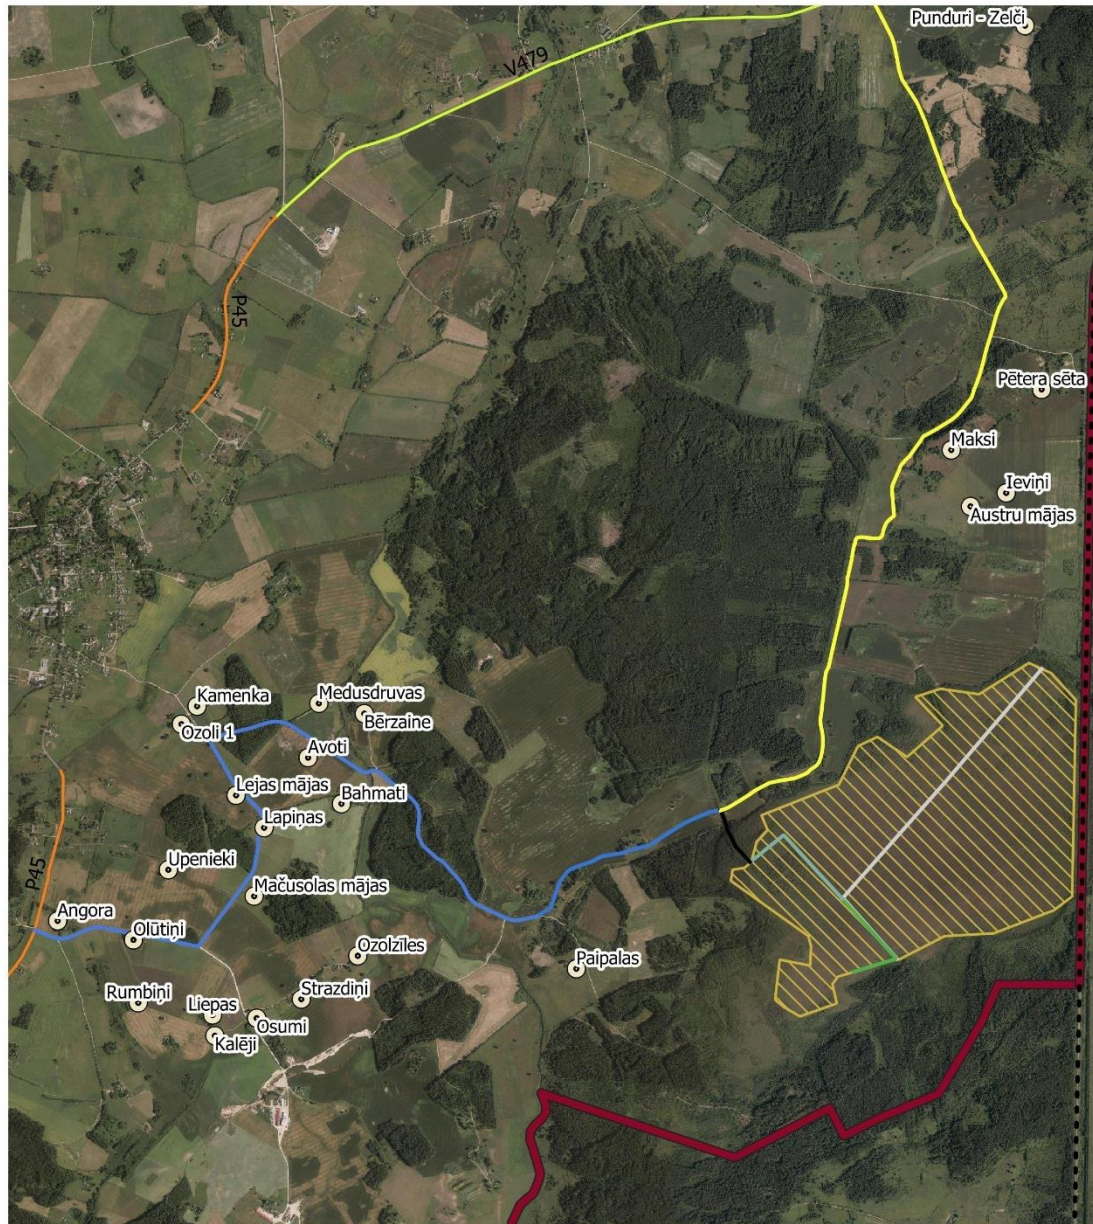 Punduri - Zelči
V479
P45
Pētera sēta
Maksi
Ieviņi
Austru mājas
Kamenka
Medusdruvas
Ozoli 1
Bērzaine
Avoti
Lejas mājas
Bahmati
Lapiņas
Upenieki
P45
Mačusolas mājas
Angora
Olūtiņi
Ozolzīles
Paipalas
Rumbiņi
Liepas
Strazdiņi
Osumi
Kalēji